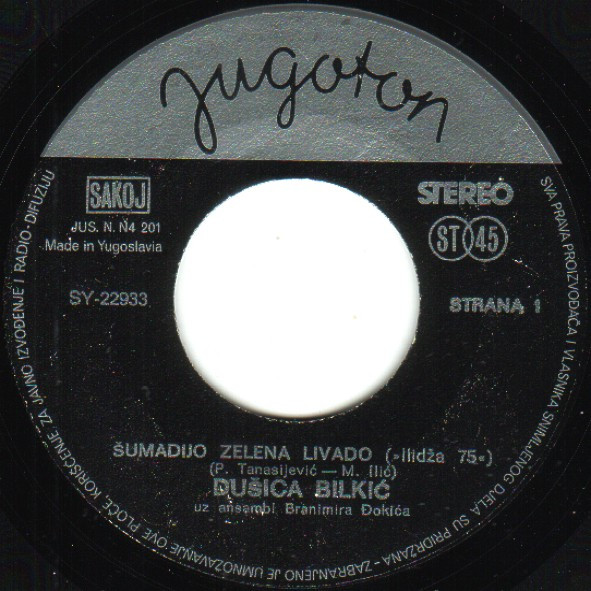 jugoton
SAKOJ
JUS. N. N4 201
Made in Yugoslavia
SY-22933
STEREO
ST 45
STRANA 1
ŠUMADIJO ZELENA LIVADO (»Ilidža 75«)
(P. Tanasijević — M. Ilić)
DUŠICA BILKIĆ
uz ansambl Branimira Đokića
SVA PRAVA PROIZVOĐAČA I VLASNIKA SNIMLJENOG DJELA SU PRIDRŽANA - ZABRANJENO JE UMNOŽAVANJE OVE PLOČE, KORIŠĆENJE ZA JAVNO IZVOĐENJE I RADIO-DIFUZIJU